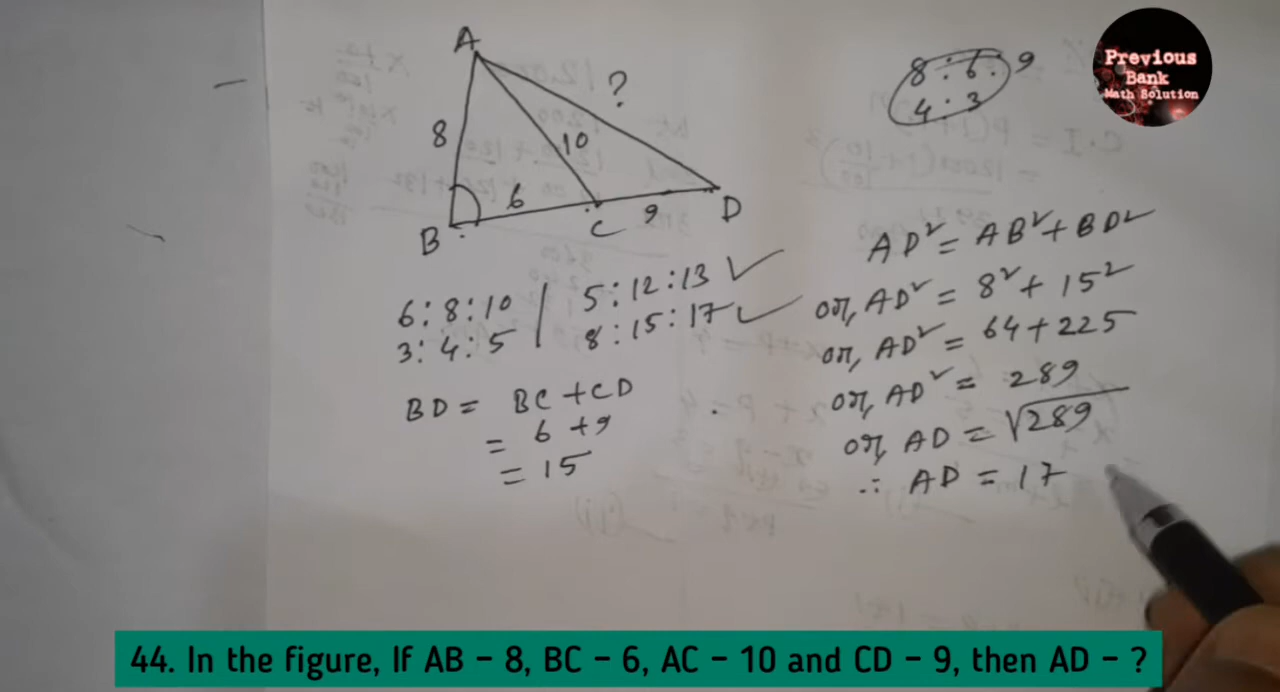 A
?
8
10
6
9
B
C
D
8 : 6 : 9
4 : 3
Previous
Bank
Math Solution
6 : 8 : 10 | 5 : 12 : 13 ✓
3 : 4 : 5 | 8 : 15 : 17 ✓
BD = BC + CD
= 6 + 9
= 15
AD² = AB² + BD²
or, AD² = 8² + 15²
or, AD² = 64 + 225
or, AD² = 289
or, AD = √289
∴ AD = 17
44. In the figure, If AB – 8, BC – 6, AC – 10 and CD – 9, then AD – ?